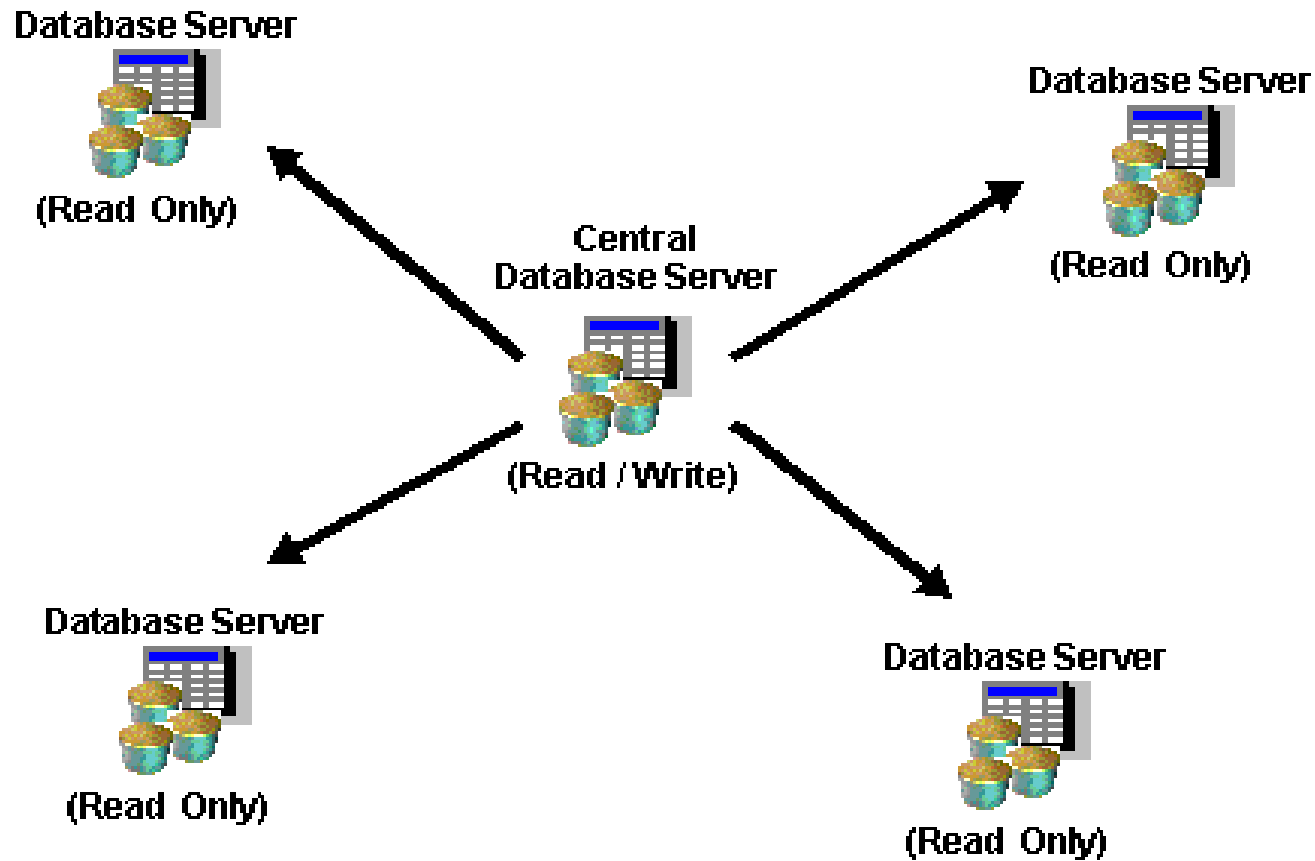 Database Server
(Read Only)
Database Server
(Read Only)
Central
Database Server
(Read / Write)
Database Server
(Read Only)
Database Server
(Read Only)